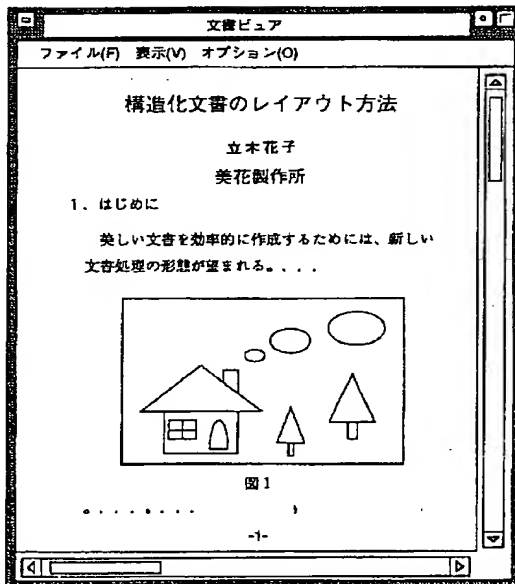 文書ビュア
ファイル(F) 表示(V) オプション(O)
構造化文書のレイアウト方法
立木花子
美花製作所
1．はじめに
美しい文書を効率的に作成するためには、新しい
文書処理の形態が望まれる。．．．．
図1
-1-